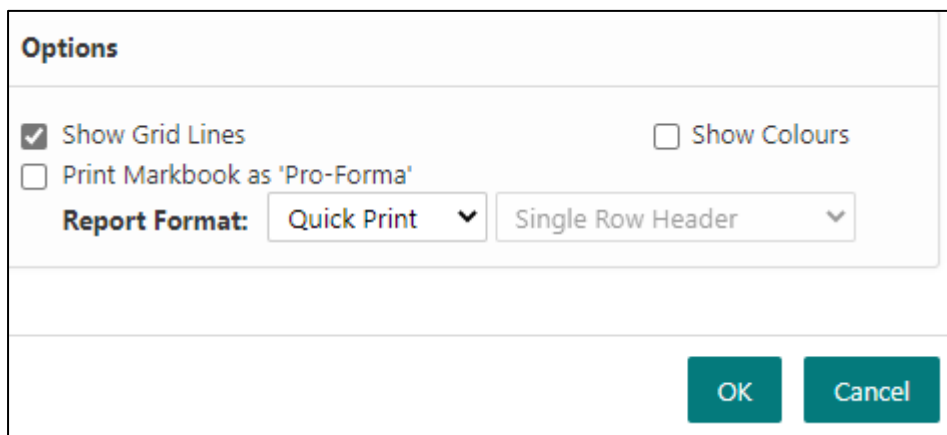 Options
Show Grid Lines Show Colours
Print Markbook as 'Pro-Forma'
Report Format: Quick Print Single Row Header
OK Cancel